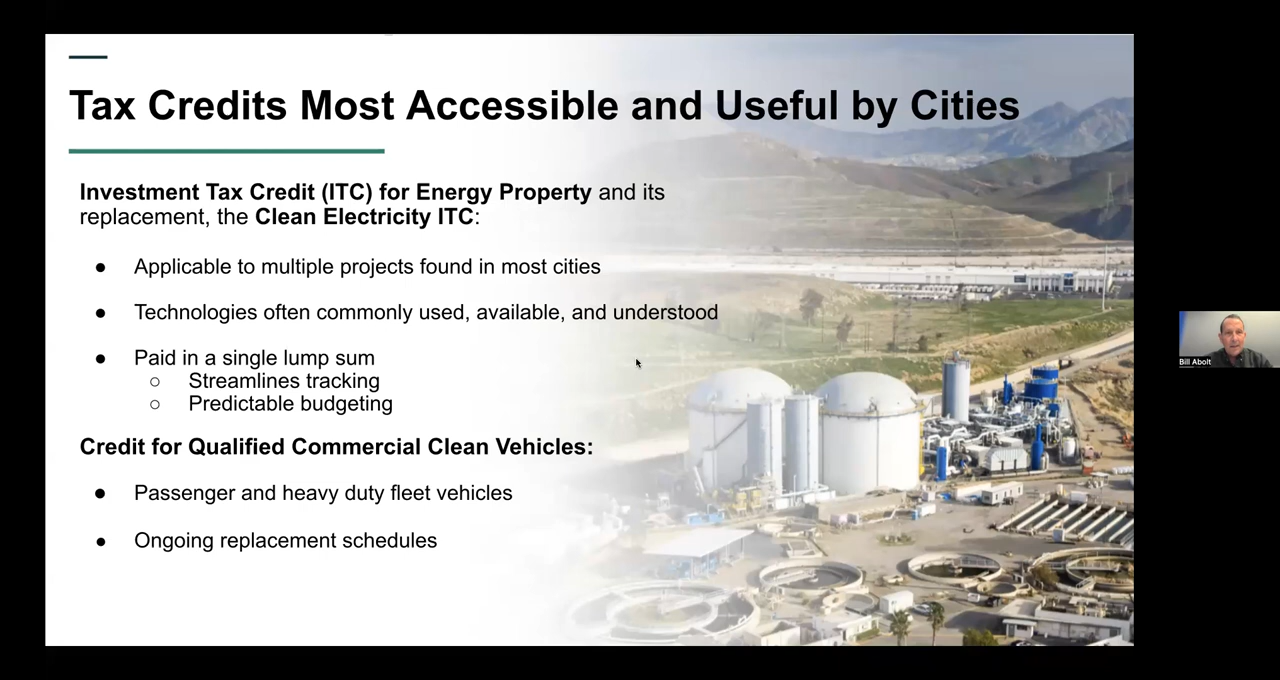 Tax Credits Most Accessible and Useful by Cities
Investment Tax Credit (ITC) for Energy Property and its
replacement, the Clean Electricity ITC:
● Applicable to multiple projects found in most cities
● Technologies often commonly used, available, and understood
● Paid in a single lump sum
○ Streamlines tracking
○ Predictable budgeting
Credit for Qualified Commercial Clean Vehicles:
● Passenger and heavy duty fleet vehicles
● Ongoing replacement schedules
Bill Abolt